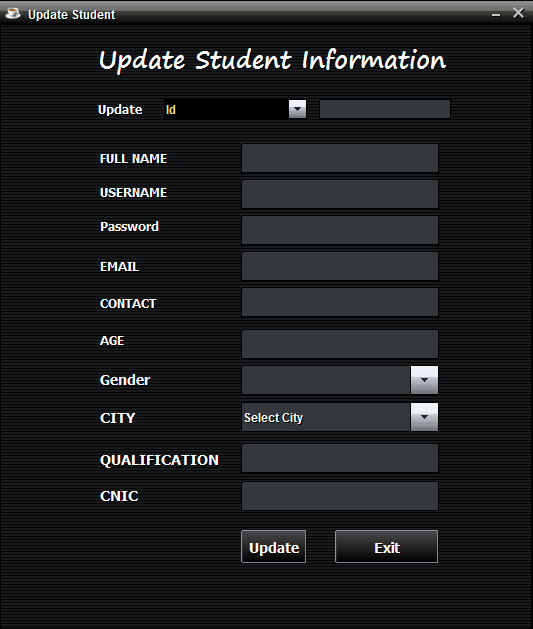 Update Student
Update Student Information
Update Id
FULL NAME
USERNAME
Password
EMAIL
CONTACT
AGE
Gender
CITY Select City
QUALIFICATION
CNIC
Update Exit